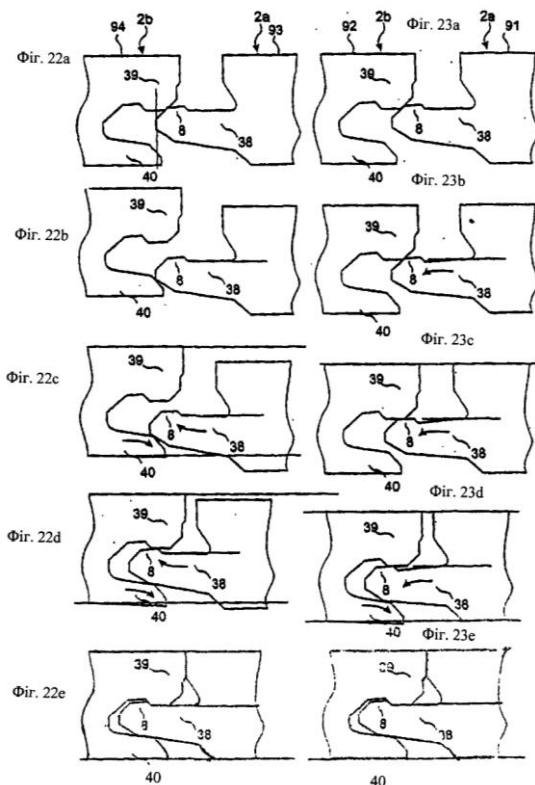 94 2b 2a 93
Фіг. 23a
92 2b 2a 91
Фіг. 22a
39 8 38 40
39 8 38 40
Фіг. 23b
Фіг. 22b
39 8 38 40
39 8 38 40
Фіг. 23c
Фіг. 22c
39 8 38 40
39 8 38 40
Фіг. 23d
Фіг. 22d
39 8 38 40
39 8 38 40
Фіг. 23e
Фіг. 22e
39 8 38 40
39 8 38 40